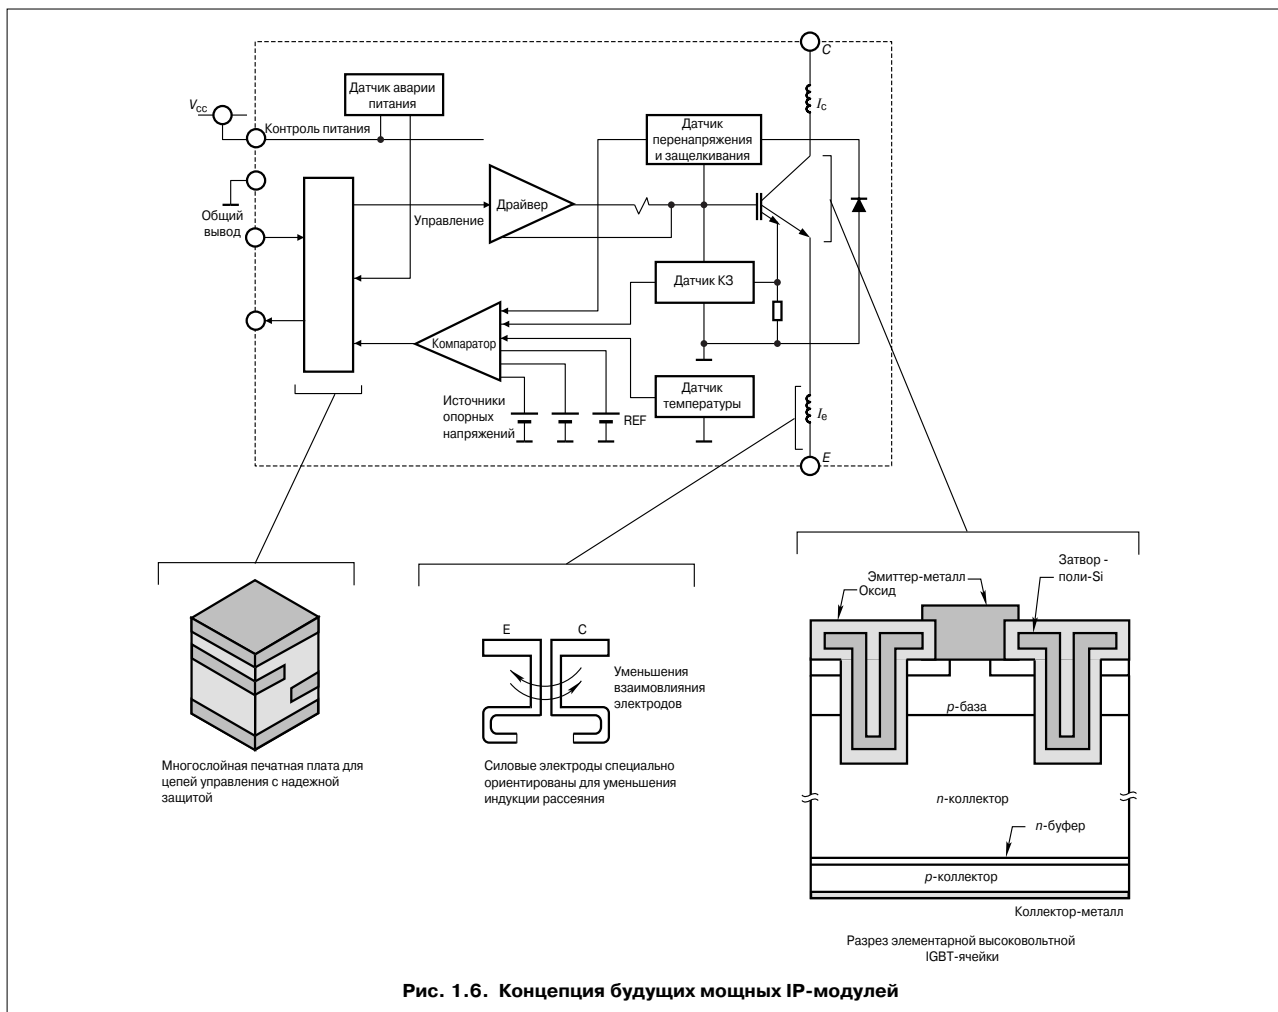 C
Датчик аварии
питания
I c
Vcc
Контроль питания
Датчик
перенапряжения
и защелкивания
Драйвер
Управление
Общий
вывод
Датчик КЗ
Компаратор
Датчик
температуры
Источники
опорных
напряжений
REF
I e
E
Затвор -
поли-Si
Эмиттер-металл
Оксид
E
C
Уменьшения
взаимовлияния
электродов
p-база
Многослойная печатная плата для
цепей управления с надежной
защитой
Силовые электроды специально
ориентированы для уменьшения
индукции рассеяния
n-коллектор
n-буфер
p-коллектор
Коллектор-металл
Разрез элементарной высоковольтной
IGBT-ячейки
Рис. 1.6. Концепция будущих мощных IP-модулей